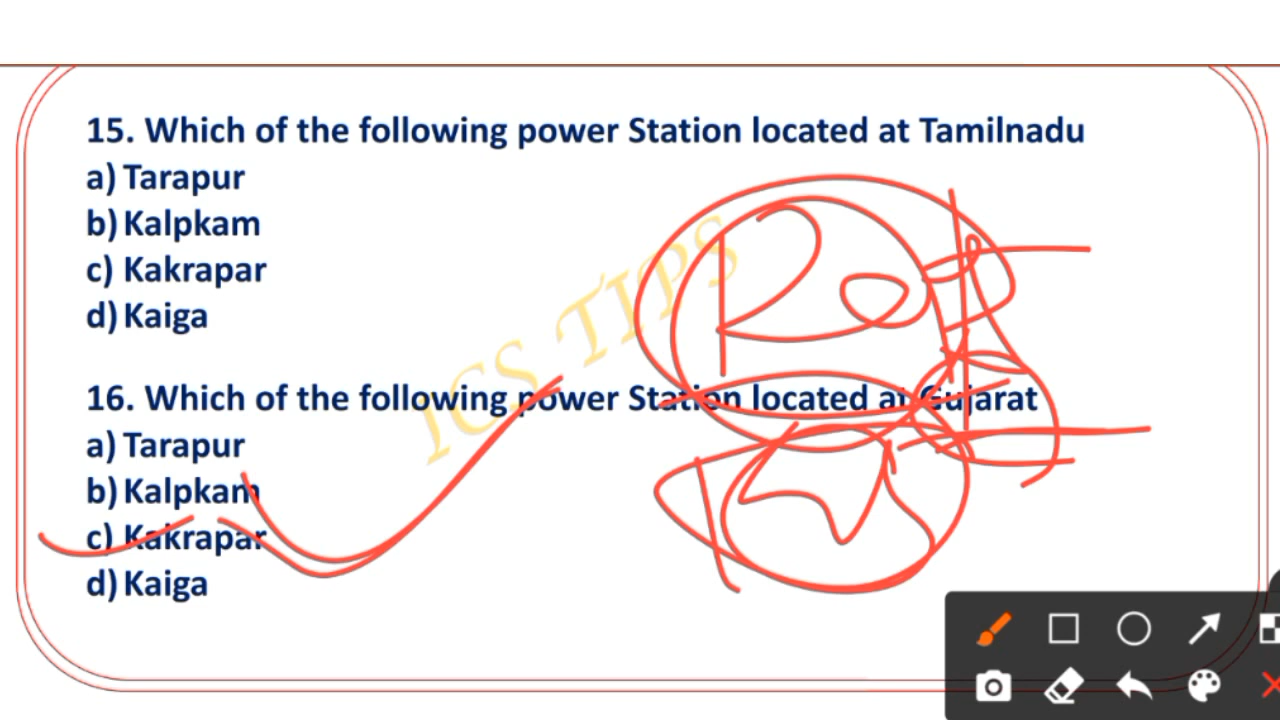 15. Which of the following power Station located at Tamilnadu
a) Tarapur
b) Kalpkam
c) Kakrapar
d) Kaiga
ICS TIPS
16. Which of the following power Station located at Gujarat
a) Tarapur
b) Kalpkam
c) Kakrapar
d) Kaiga